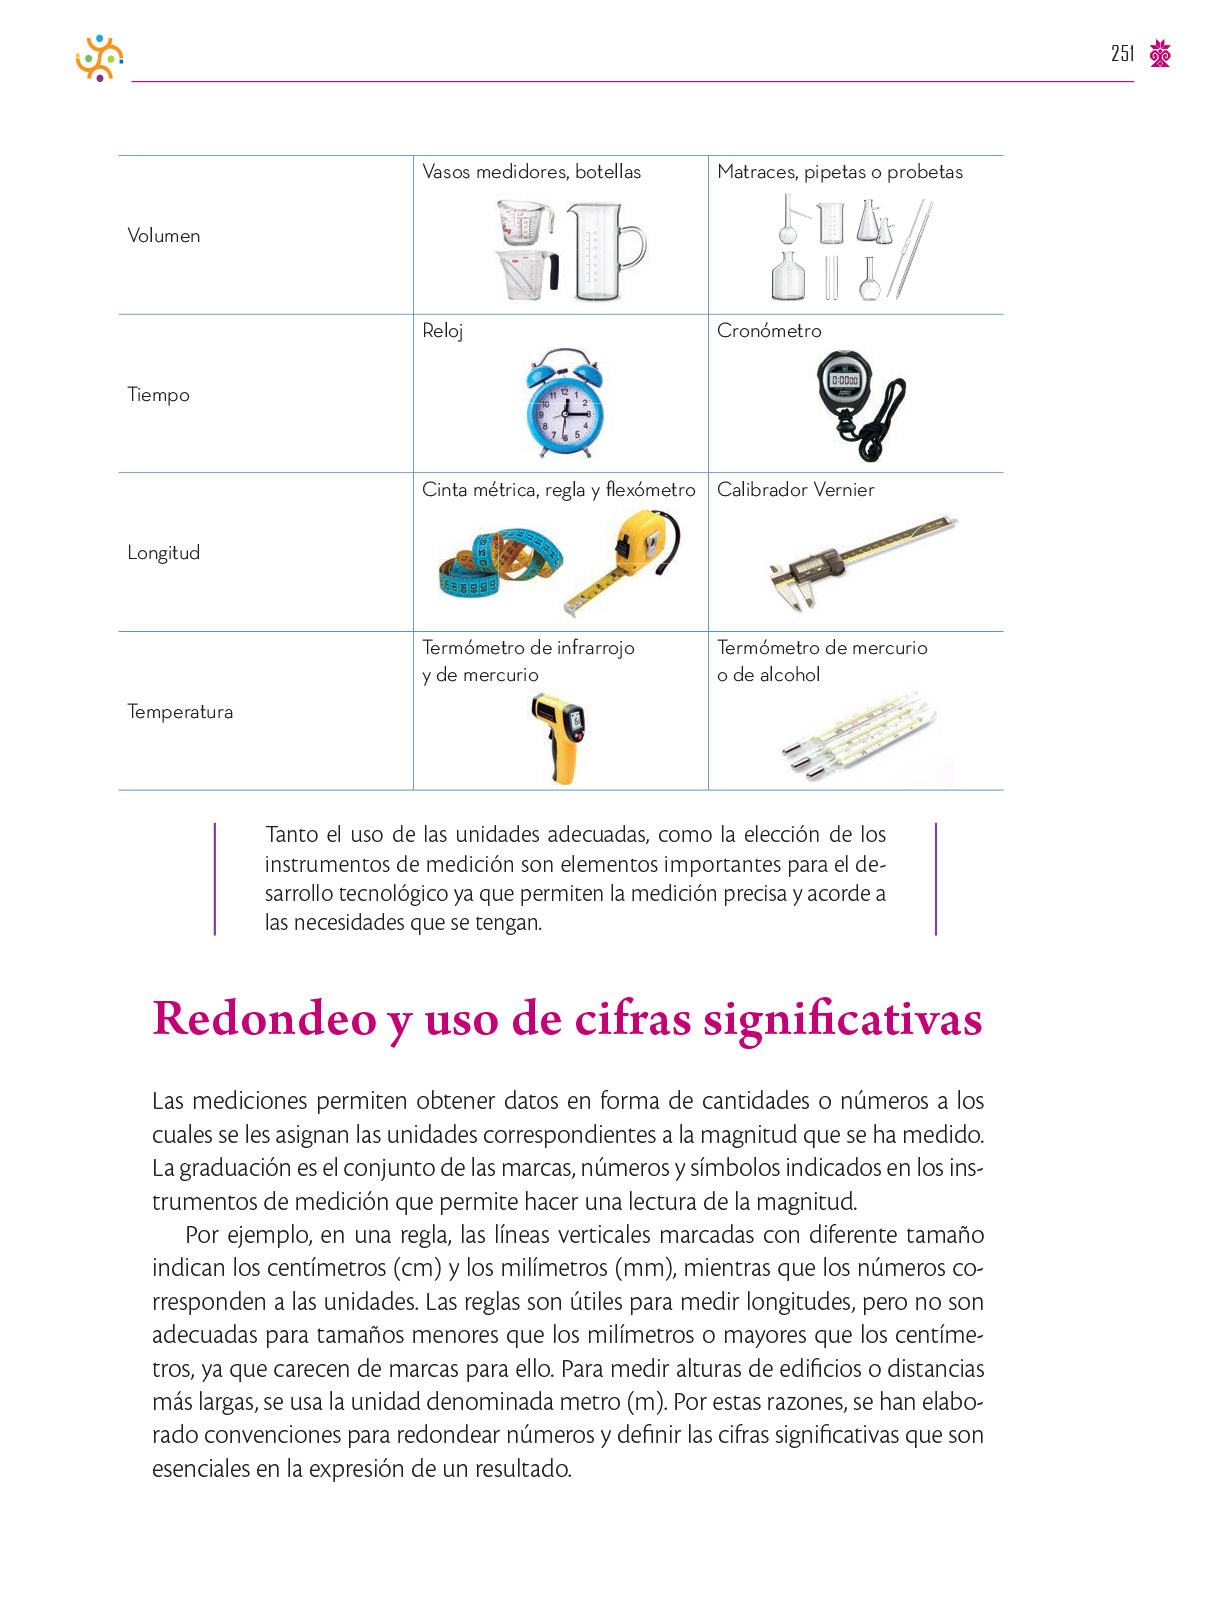 251
Vasos medidores, botellas
Matraces, pipetas o probetas
Volumen
Reloj
Cronómetro
Tiempo
Cinta métrica, regla y flexómetro
Calibrador Vernier
Longitud
Termómetro de infrarrojo
y de mercurio
Termómetro de mercurio
o de alcohol
Temperatura
Tanto el uso de las unidades adecuadas, como la elección de los
instrumentos de medición son elementos importantes para el de-
sarrollo tecnológico ya que permiten la medición precisa y acorde a
las necesidades que se tengan.
Redondeo y uso de cifras significativas
Las mediciones permiten obtener datos en forma de cantidades o números a los
cuales se les asignan las unidades correspondientes a la magnitud que se ha medido.
La graduación es el conjunto de las marcas, números y símbolos indicados en los ins-
trumentos de medición que permite hacer una lectura de la magnitud.
Por ejemplo, en una regla, las líneas verticales marcadas con diferente tamaño
indican los centímetros (cm) y los milímetros (mm), mientras que los números co-
rresponden a las unidades. Las reglas son útiles para medir longitudes, pero no son
adecuadas para tamaños menores que los milímetros o mayores que los centíme-
tros, ya que carecen de marcas para ello. Para medir alturas de edificios o distancias
más largas, se usa la unidad denominada metro (m). Por estas razones, se han elabo-
rado convenciones para redondear números y definir las cifras significativas que son
esenciales en la expresión de un resultado.